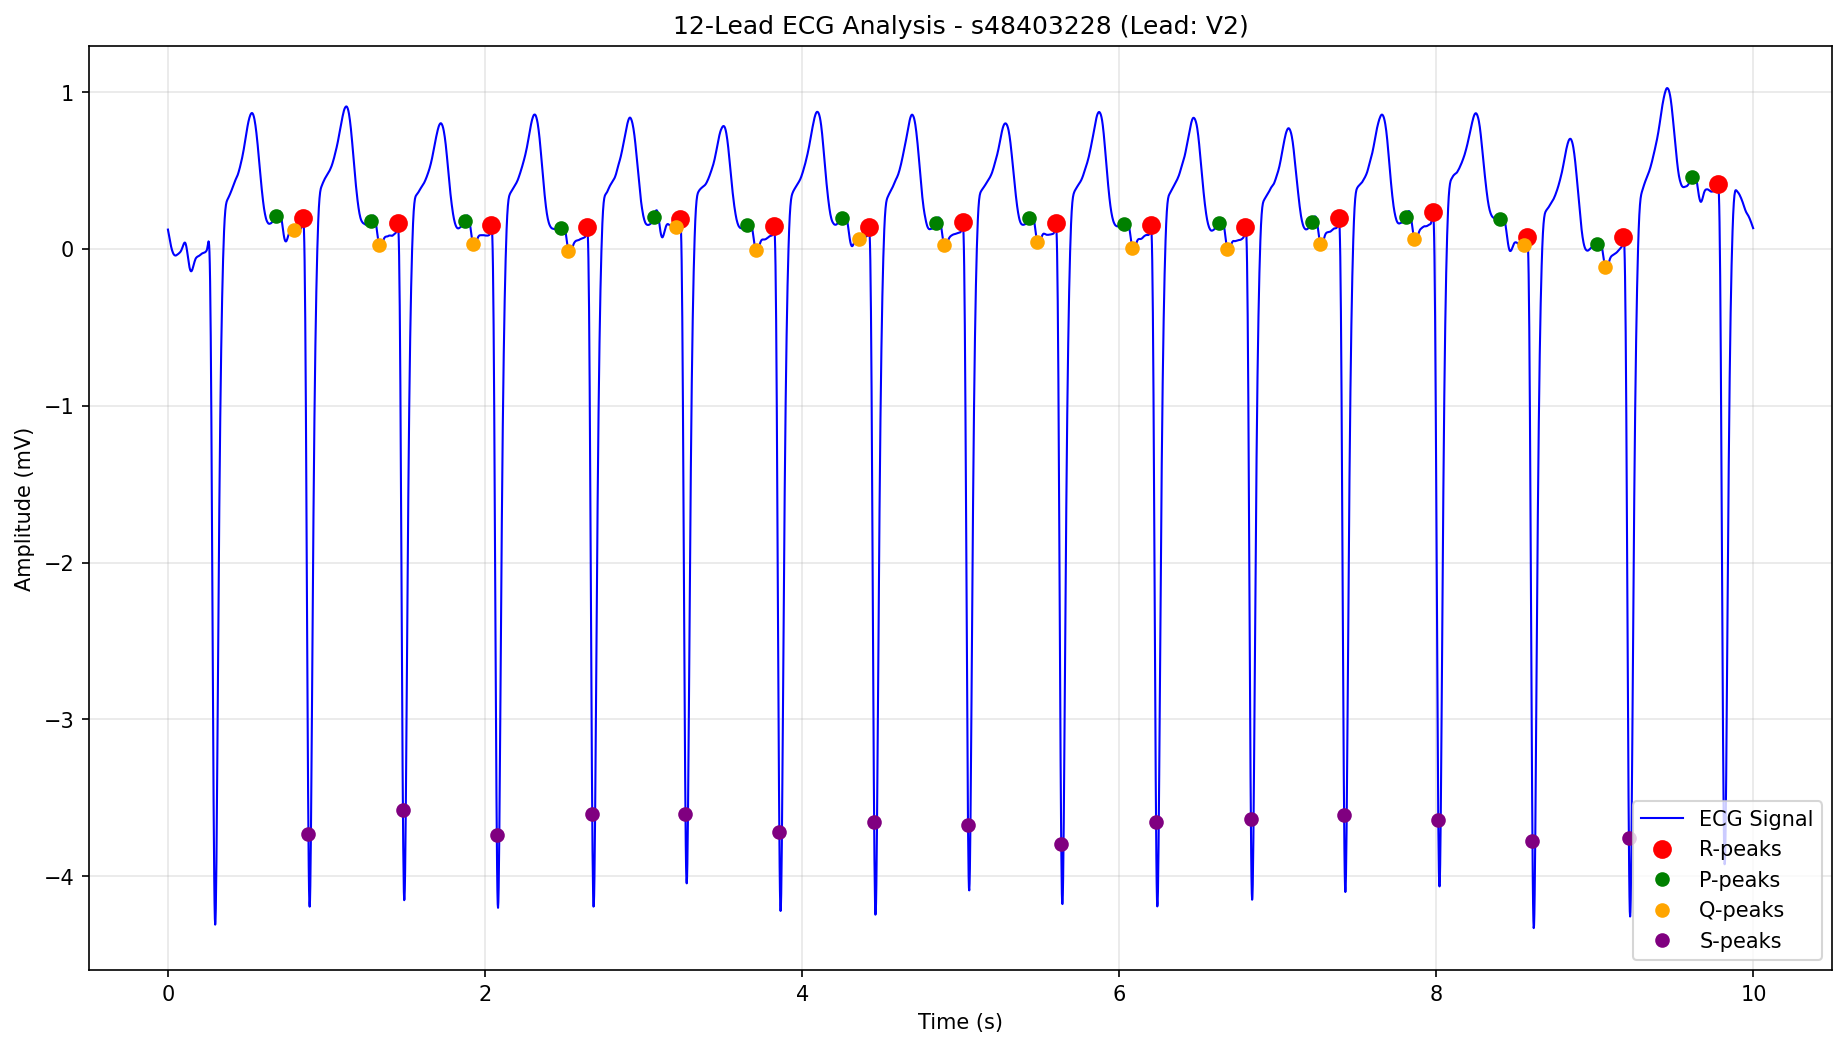 12-Lead ECG Analysis - s48403228 (Lead: V2)
Amplitude (mV)
1
0
−1
−2
−3
−4
0
2
4
6
8
10
Time (s)
ECG Signal
R-peaks
P-peaks
Q-peaks
S-peaks